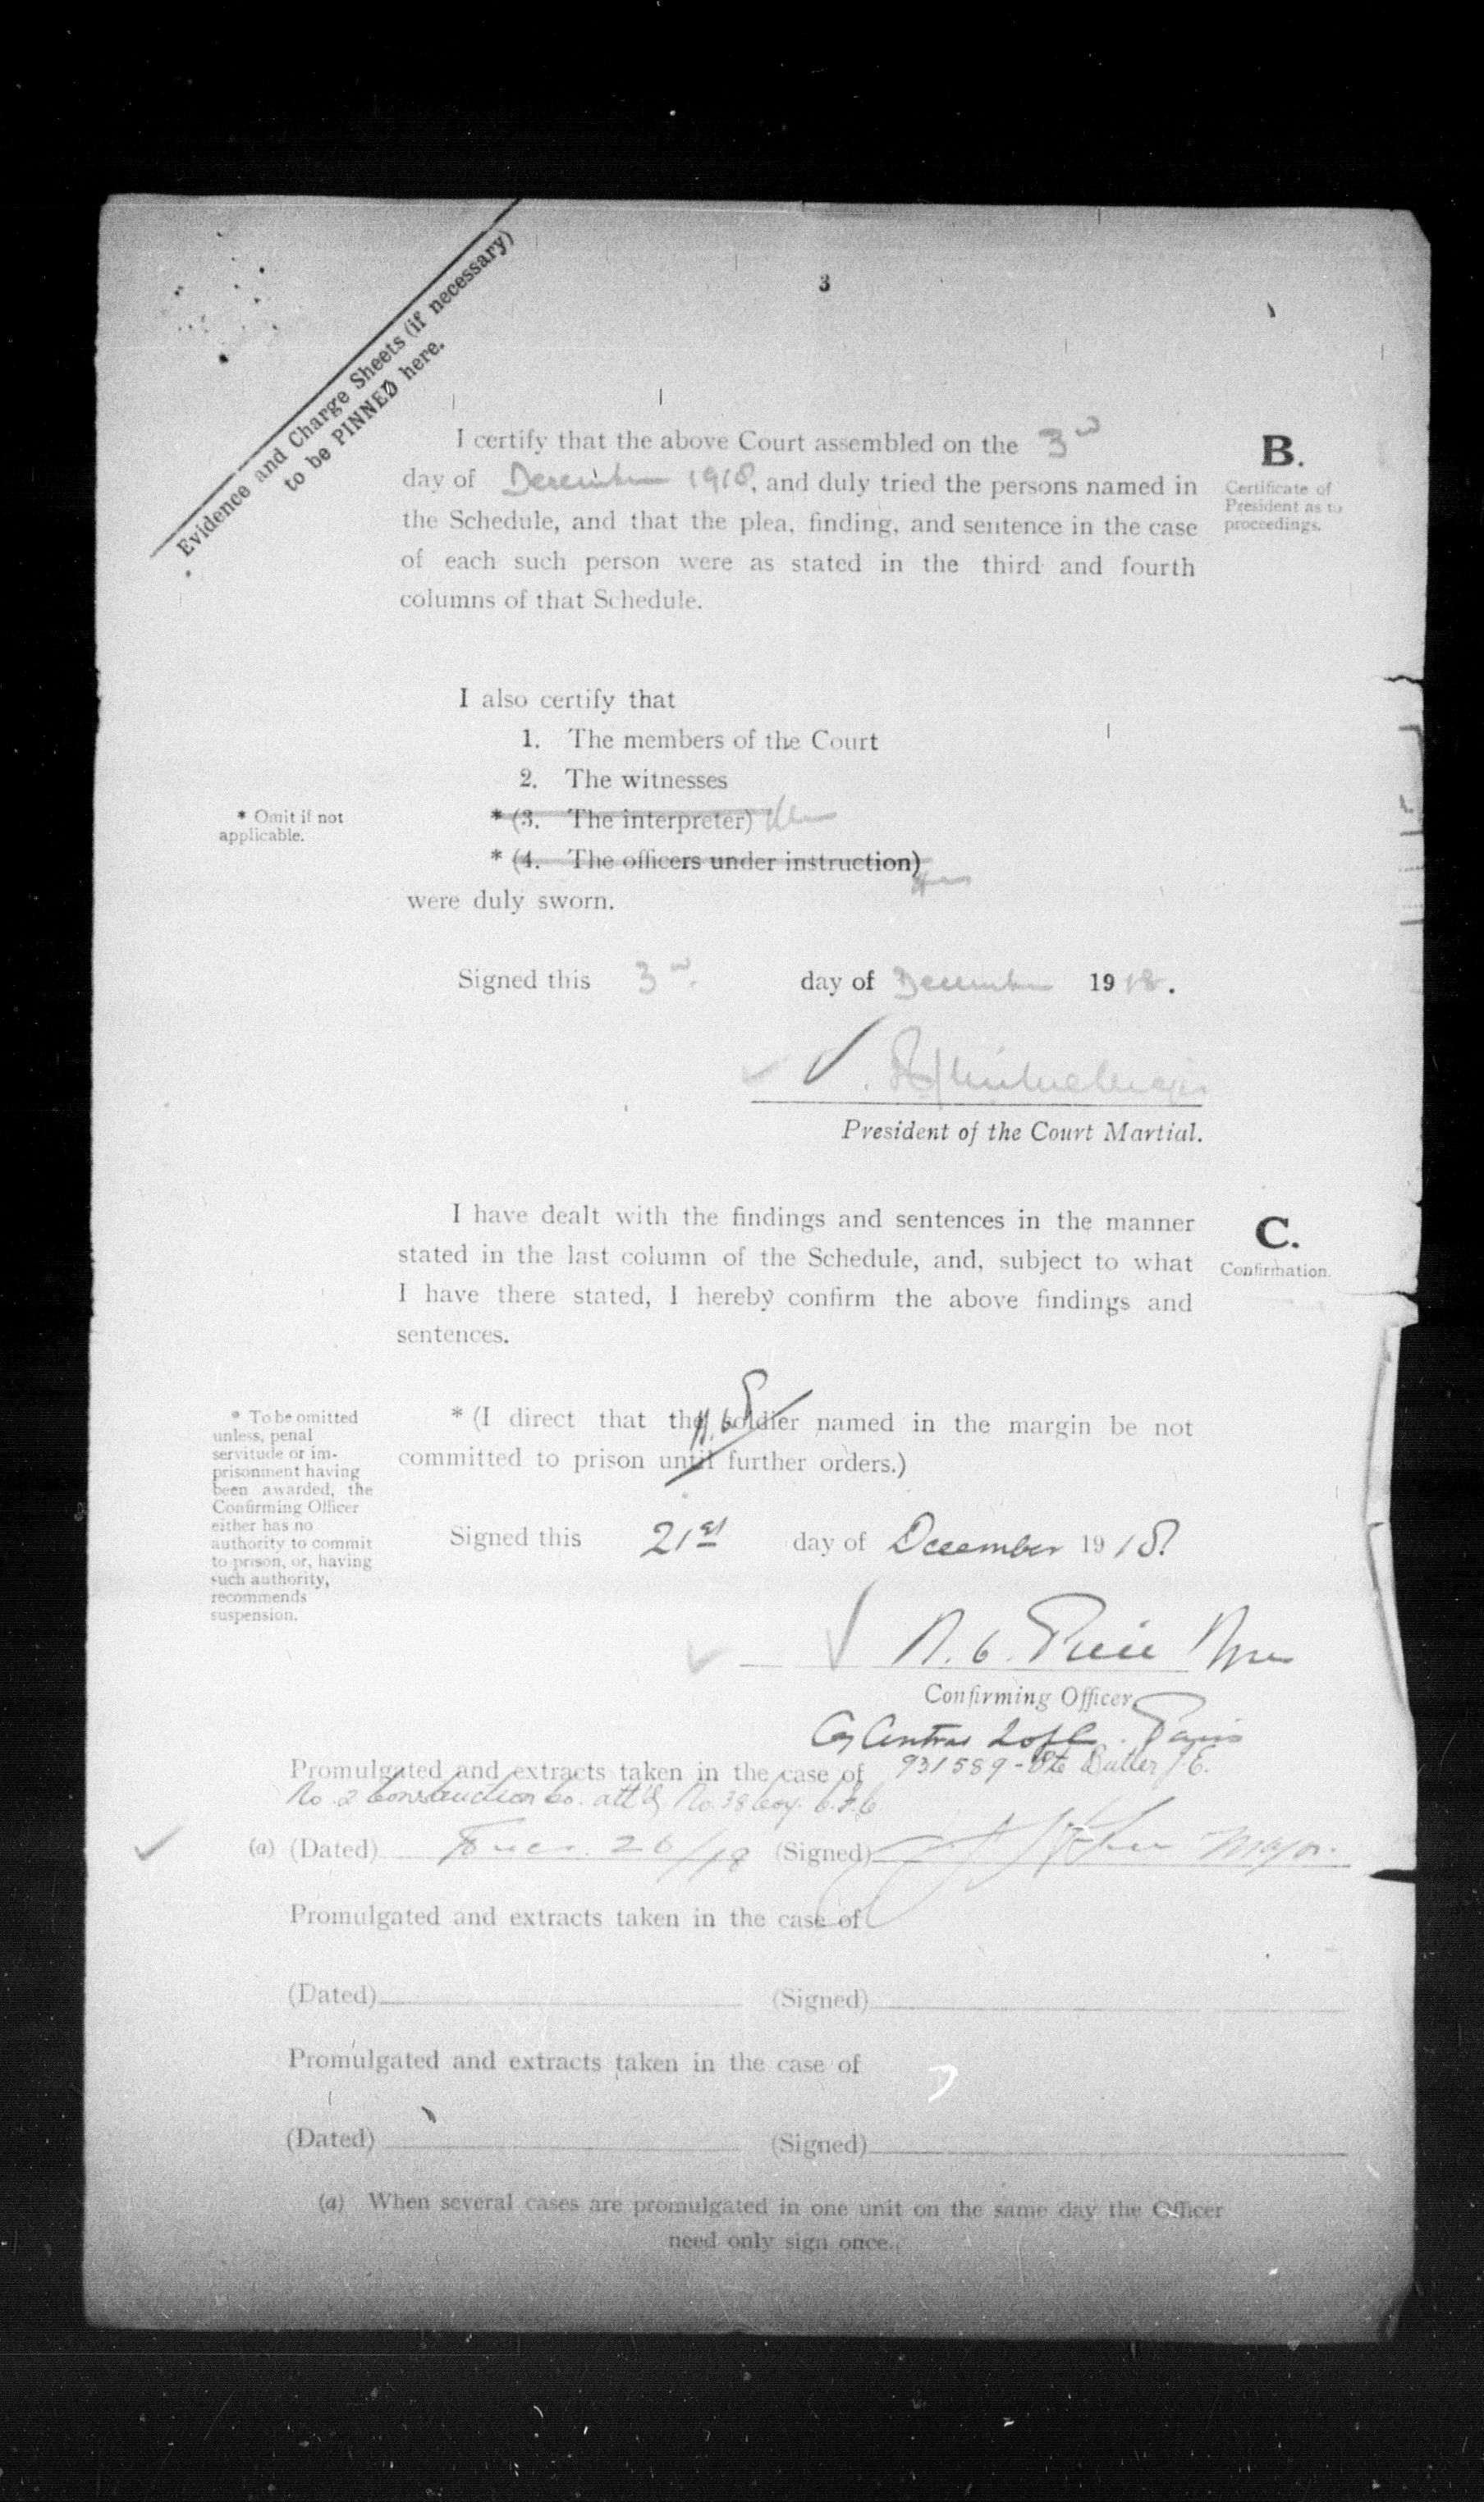 Evidence and Charge Sheets (if necessary)
to be PINNED here.
3
I certify that the above Court assembled on the 3rd
day of December 1918, and duly tried the persons named in
the Schedule, and that the plea, finding, and sentence in the case
of each such person were as stated in the third and fourth
columns of that Schedule.
B.
Certificate of
President as to
proceedings.
I also certify that
1. The members of the Court
2. The witnesses
* (3. The interpreter)
* (4. The officers under instruction)
were duly sworn.
* Omit if not
applicable.
Signed this 3rd day of December 1918.
President of the Court Martial.
I have dealt with the findings and sentences in the manner
stated in the last column of the Schedule, and, subject to what
I have there stated, I hereby confirm the above findings and
sentences.
C.
Confirmation.
* (I direct that the soldier named in the margin be not
committed to prison until further orders.)
* To be omitted
unless, penal
servitude or im-
prisonment having
been awarded, the
Confirming Officer
either has no
authority to commit
to prison, or, having
such authority,
recommends
suspension.
Signed this 21st day of December 1918
Confirming Officer.
Promulgated and extracts taken in the case of 931589 - Pte Butler J.E.
No. 2 Construction Co. att'd No. 38 Coy. C.F.C.
(a) (Dated) 26/18 (Signed) Major.
Promulgated and extracts taken in the case of
(Dated) (Signed)
Promulgated and extracts taken in the case of
(Dated) (Signed)
(a) When several cases are promulgated in one unit on the same day the Officer
need only sign once.